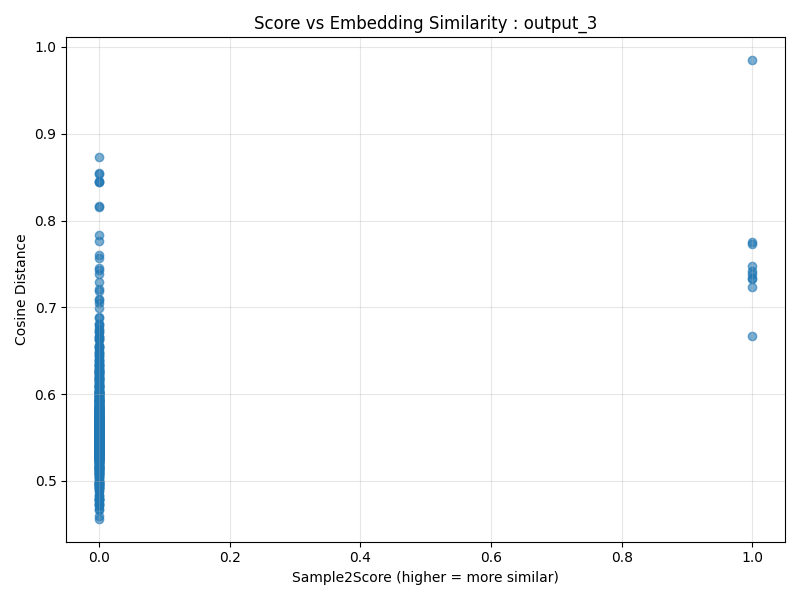 Score vs Embedding Similarity : output_3
1.0
0.9
0.8
0.7
0.6
0.5
Cosine Distance
0.0 0.2 0.4 0.6 0.8 1.0
Sample2Score (higher = more similar)